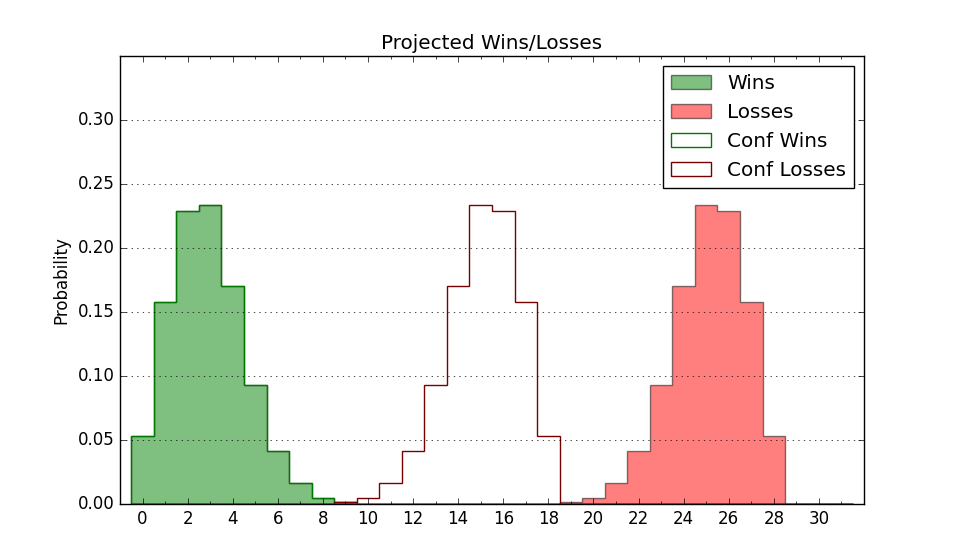 Projected Wins/Losses
Wins
Losses
Conf Wins
Conf Losses
Probability
0.30
0.25
0.20
0.15
0.10
0.05
0.00
0 2 4 6 8 10 12 14 16 18 20 22 24 26 28 30